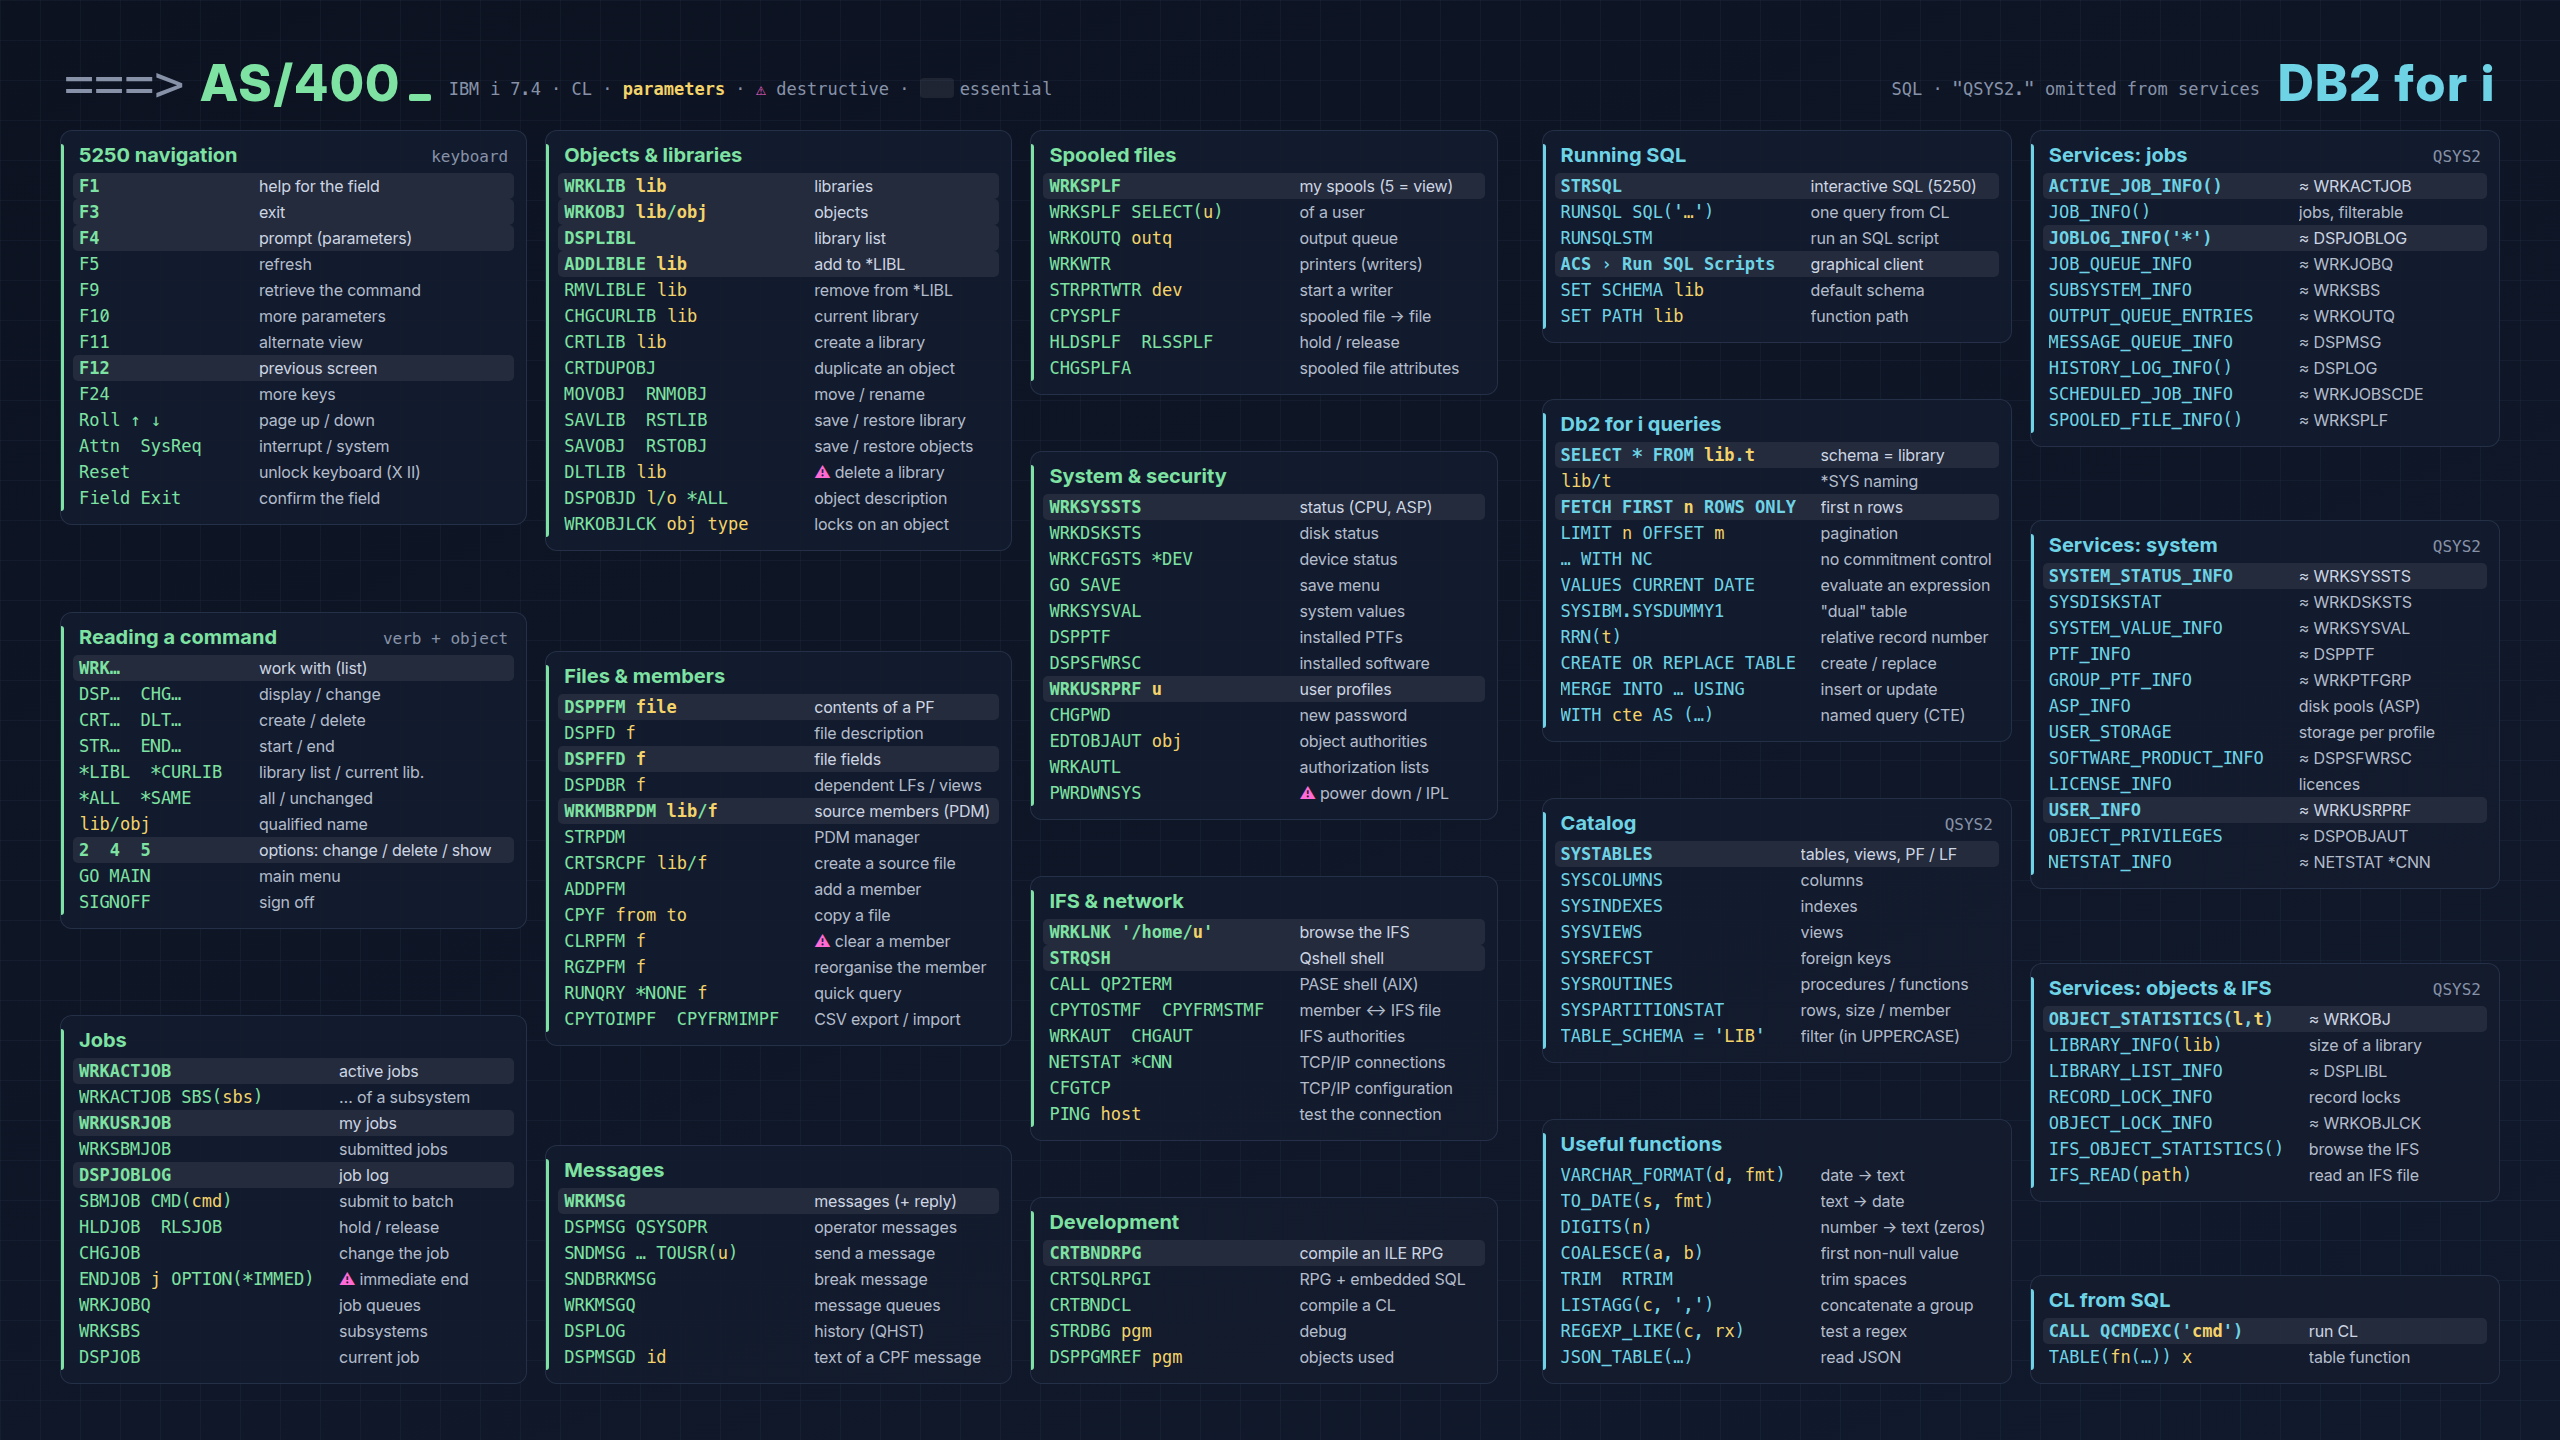 ===> AS/400_ IBM i 7.4 · CL · parameters · ⚠ destructive · essential
SQL · "QSYS2." omitted from services DB2 for i
5250 navigation keyboard
F1 help for the field
F3 exit
F4 prompt (parameters)
F5 refresh
F9 retrieve the command
F10 more parameters
F11 alternate view
F12 previous screen
F24 more keys
Roll ↑ ↓ page up / down
Attn SysReq interrupt / system
Reset unlock keyboard (X II)
Field Exit confirm the field
Reading a command verb + object
WRK… work with (list)
DSP… CHG… display / change
CRT… DLT… create / delete
STR… END… start / end
*LIBL *CURLIB library list / current lib.
*ALL *SAME all / unchanged
lib/obj qualified name
2 4 5 options: change / delete / show
GO MAIN main menu
SIGNOFF sign off
Jobs
WRKACTJOB active jobs
WRKACTJOB SBS(sbs) … of a subsystem
WRKUSRJOB my jobs
WRKSBMJOB submitted jobs
DSPJOBLOG job log
SBMJOB CMD(cmd) submit to batch
HLDJOB RLSJOB hold / release
CHGJOB change the job
ENDJOB j OPTION(*IMMED) ⚠ immediate end
WRKJOBQ job queues
WRKSBS subsystems
DSPJOB current job
Objects & libraries
WRKLIB lib libraries
WRKOBJ lib/obj objects
DSPLIBL library list
ADDLIBLE lib add to *LIBL
RMVLIBLE lib remove from *LIBL
CHGCURLIB lib current library
CRTLIB lib create a library
CRTDUPOBJ duplicate an object
MOVOBJ RNMOBJ move / rename
SAVLIB RSTLIB save / restore library
SAVOBJ RSTOBJ save / restore objects
DLTLIB lib ⚠ delete a library
DSPOBJD l/o *ALL object description
WRKOBJLCK obj type locks on an object
Files & members
DSPPFM file contents of a PF
DSPFD f file description
DSPFFD f file fields
DSPDBR f dependent LFs / views
WRKMBRPDM lib/f source members (PDM)
STRPDM PDM manager
CRTSRCPF lib/f create a source file
ADDPFM add a member
CPYF from to copy a file
CLRPFM f ⚠ clear a member
RGZPFM f reorganise the member
RUNQRY *NONE f quick query
CPYTOIMPF CPYFRMIMPF CSV export / import
Messages
WRKMSG messages (+ reply)
DSPMSG QSYSOPR operator messages
SNDMSG … TOUSR(u) send a message
SNDBRKMSG break message
WRKMSGQ message queues
DSPLOG history (QHST)
DSPMSGD id text of a CPF message
Spooled files
WRKSPLF my spools (5 = view)
WRKSPLF SELECT(u) of a user
WRKOUTQ outq output queue
WRKWTR printers (writers)
STRPRTWTR dev start a writer
CPYSPLF spooled file → file
HLDSPLF RLSSPLF hold / release
CHGSPLFA spooled file attributes
System & security
WRKSYSSTS status (CPU, ASP)
WRKDSKSTS disk status
WRKCFGSTS *DEV device status
GO SAVE save menu
WRKSYSVAL system values
DSPPTF installed PTFs
DSPSFWRSC installed software
WRKUSRPRF u user profiles
CHGPWD new password
EDTOBJAUT obj object authorities
WRKAUTL authorization lists
PWRDWNSYS ⚠ power down / IPL
IFS & network
WRKLNK '/home/u' browse the IFS
STRQSH Qshell shell
CALL QP2TERM PASE shell (AIX)
CPYTOSTMF CPYFRMSTMF member ↔ IFS file
WRKAUT CHGAUT IFS authorities
NETSTAT *CNN TCP/IP connections
CFGTCP TCP/IP configuration
PING host test the connection
Development
CRTBNDRPG compile an ILE RPG
CRTSQLRPGI RPG + embedded SQL
CRTBNDCL compile a CL
STRDBG pgm debug
DSPPGMREF pgm objects used
Running SQL
STRSQL interactive SQL (5250)
RUNSQL SQL('…') one query from CL
RUNSQLSTM run an SQL script
ACS › Run SQL Scripts graphical client
SET SCHEMA lib default schema
SET PATH lib function path
Db2 for i queries
SELECT * FROM lib.t schema = library
lib/t *SYS naming
FETCH FIRST n ROWS ONLY first n rows
LIMIT n OFFSET m pagination
… WITH NC no commitment control
VALUES CURRENT DATE evaluate an expression
SYSIBM.SYSDUMMY1 "dual" table
RRN(t) relative record number
CREATE OR REPLACE TABLE create / replace
MERGE INTO … USING insert or update
WITH cte AS (…) named query (CTE)
Catalog QSYS2
SYSTABLES tables, views, PF / LF
SYSCOLUMNS columns
SYSINDEXES indexes
SYSVIEWS views
SYSREFCST foreign keys
SYSROUTINES procedures / functions
SYSPARTITIONSTAT rows, size / member
TABLE_SCHEMA = 'LIB' filter (in UPPERCASE)
Useful functions
VARCHAR_FORMAT(d, fmt) date → text
TO_DATE(s, fmt) text → date
DIGITS(n) number → text (zeros)
COALESCE(a, b) first non-null value
TRIM RTRIM trim spaces
LISTAGG(c, ',') concatenate a group
REGEXP_LIKE(c, rx) test a regex
JSON_TABLE(…) read JSON
Services: jobs QSYS2
ACTIVE_JOB_INFO() ≈ WRKACTJOB
JOB_INFO() jobs, filterable
JOBLOG_INFO('*') ≈ DSPJOBLOG
JOB_QUEUE_INFO ≈ WRKJOBQ
SUBSYSTEM_INFO ≈ WRKSBS
OUTPUT_QUEUE_ENTRIES ≈ WRKOUTQ
MESSAGE_QUEUE_INFO ≈ DSPMSG
HISTORY_LOG_INFO() ≈ DSPLOG
SCHEDULED_JOB_INFO ≈ WRKJOBSCDE
SPOOLED_FILE_INFO() ≈ WRKSPLF
Services: system QSYS2
SYSTEM_STATUS_INFO ≈ WRKSYSSTS
SYSDISKSTAT ≈ WRKDSKSTS
SYSTEM_VALUE_INFO ≈ WRKSYSVAL
PTF_INFO ≈ DSPPTF
GROUP_PTF_INFO ≈ WRKPTFGRP
ASP_INFO disk pools (ASP)
USER_STORAGE storage per profile
SOFTWARE_PRODUCT_INFO ≈ DSPSFWRSC
LICENSE_INFO licences
USER_INFO ≈ WRKUSRPRF
OBJECT_PRIVILEGES ≈ DSPOBJAUT
NETSTAT_INFO ≈ NETSTAT *CNN
Services: objects & IFS QSYS2
OBJECT_STATISTICS(l,t) ≈ WRKOBJ
LIBRARY_INFO(lib) size of a library
LIBRARY_LIST_INFO ≈ DSPLIBL
RECORD_LOCK_INFO record locks
OBJECT_LOCK_INFO ≈ WRKOBJLCK
IFS_OBJECT_STATISTICS() browse the IFS
IFS_READ(path) read an IFS file
CL from SQL
CALL QCMDEXC('cmd') run CL
TABLE(fn(…)) x table function